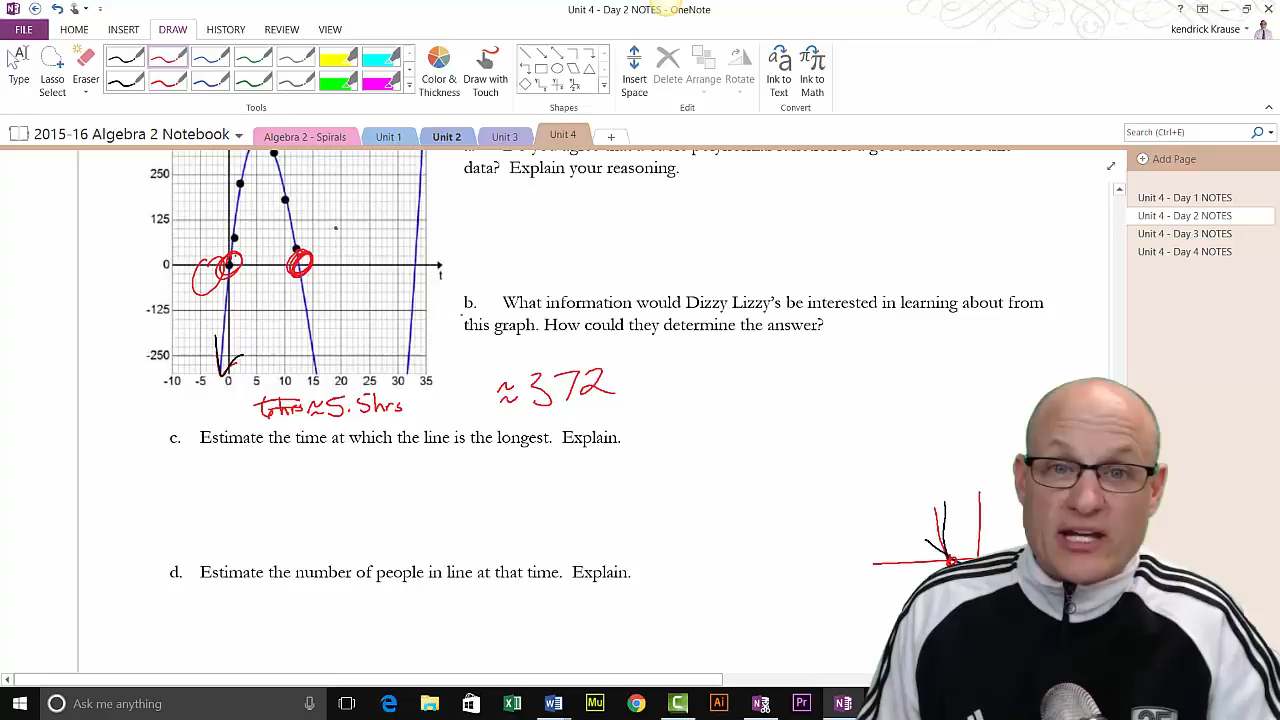 Unit 4 - Day 2 NOTES - OneNote
kendrick Krause
FILE HOME INSERT DRAW HISTORY REVIEW VIEW
Type Lasso Select Eraser Color & Thickness Draw with Touch Insert Space Delete Arrange Rotate Ink to Text Ink to Math
Tools Shapes Edit Convert
2015-16 Algebra 2 Notebook Algebra 2 - Spirals Unit 1 Unit 2 Unit 3 Unit 4 Search (Ctrl+E)
Add Page
Unit 4 - Day 1 NOTES
Unit 4 - Day 2 NOTES
Unit 4 - Day 3 NOTES
Unit 4 - Day 4 NOTES
data? Explain your reasoning.
250
125
0
t
-125
-250
-10 -5 0 5 10 15 20 25 30 35
b. What information would Dizzy Lizzy's be interested in learning about from
this graph. How could they determine the answer?
≈372
6hrs ≈5.5hrs
c. Estimate the time at which the line is the longest. Explain.
d. Estimate the number of people in line at that time. Explain.
Ask me anything